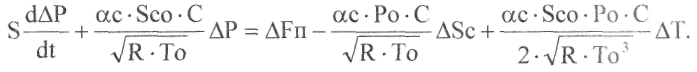 S dΔP/dt + αc · Sco · C/√(R · To) ΔP = ΔFп − αc · Po · C/√(R · To) ΔSc + αc · Sco · Po · C/(2 · √(R · To³)) ΔT.